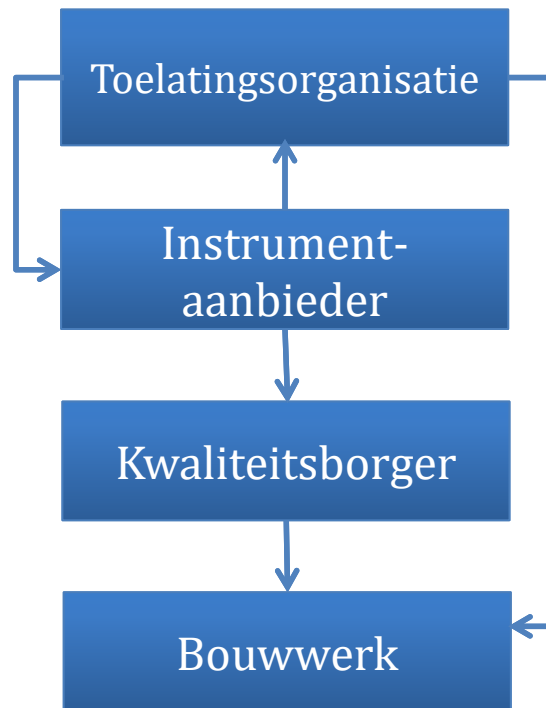 Toelatingsorganisatie
Instrument-
aanbieder
Kwaliteitsborger
Bouwwerk